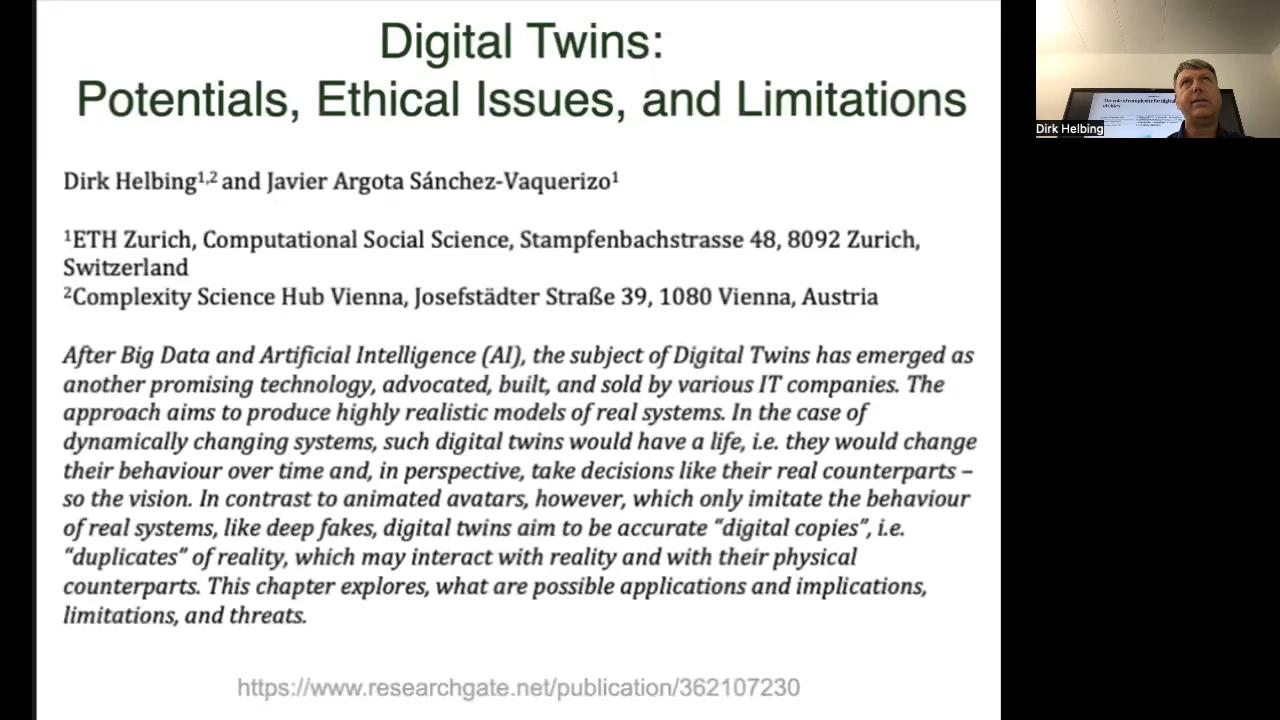 Digital Twins:
Potentials, Ethical Issues, and Limitations
Dirk Helbing1,2 and Javier Argota Sánchez-Vaquerizo1
1ETH Zurich, Computational Social Science, Stampfenbachstrasse 48, 8092 Zurich,
Switzerland
2Complexity Science Hub Vienna, Josefstädter Straße 39, 1080 Vienna, Austria
After Big Data and Artificial Intelligence (AI), the subject of Digital Twins has emerged as
another promising technology, advocated, built, and sold by various IT companies. The
approach aims to produce highly realistic models of real systems. In the case of
dynamically changing systems, such digital twins would have a life, i.e. they would change
their behaviour over time and, in perspective, take decisions like their real counterparts –
so the vision. In contrast to animated avatars, however, which only imitate the behaviour
of real systems, like deep fakes, digital twins aim to be accurate “digital copies”, i.e.
“duplicates” of reality, which may interact with reality and with their physical
counterparts. This chapter explores, what are possible applications and implications,
limitations, and threats.
https://www.researchgate.net/publication/362107230
The role of complexity for digital
of cities
Dirk Helbing